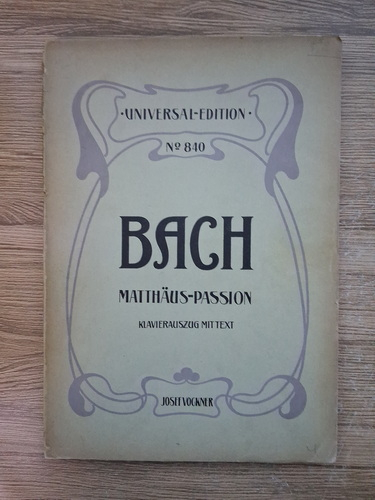 ·UNIVERSAL-EDITION·
Nº 840
BACH
MATTHÄUS-PASSION
KLAVIERAUSZUG MIT TEXT
JOSEF VOCKNER